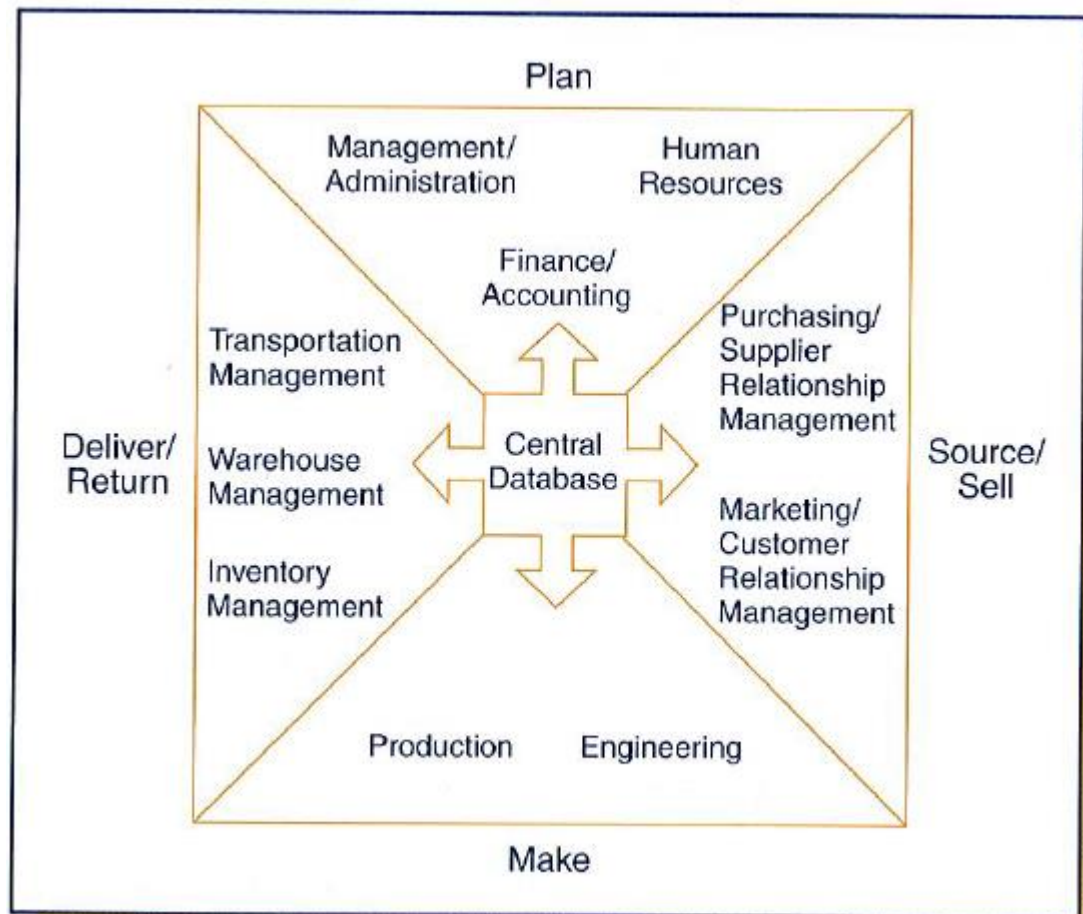 Plan
Management/
Administration
Human
Resources
Finance/
Accounting
Deliver/
Return
Transportation
Management
Warehouse
Management
Inventory
Management
Central
Database
Purchasing/
Supplier
Relationship
Management
Marketing/
Customer
Relationship
Management
Source/
Sell
Production
Engineering
Make